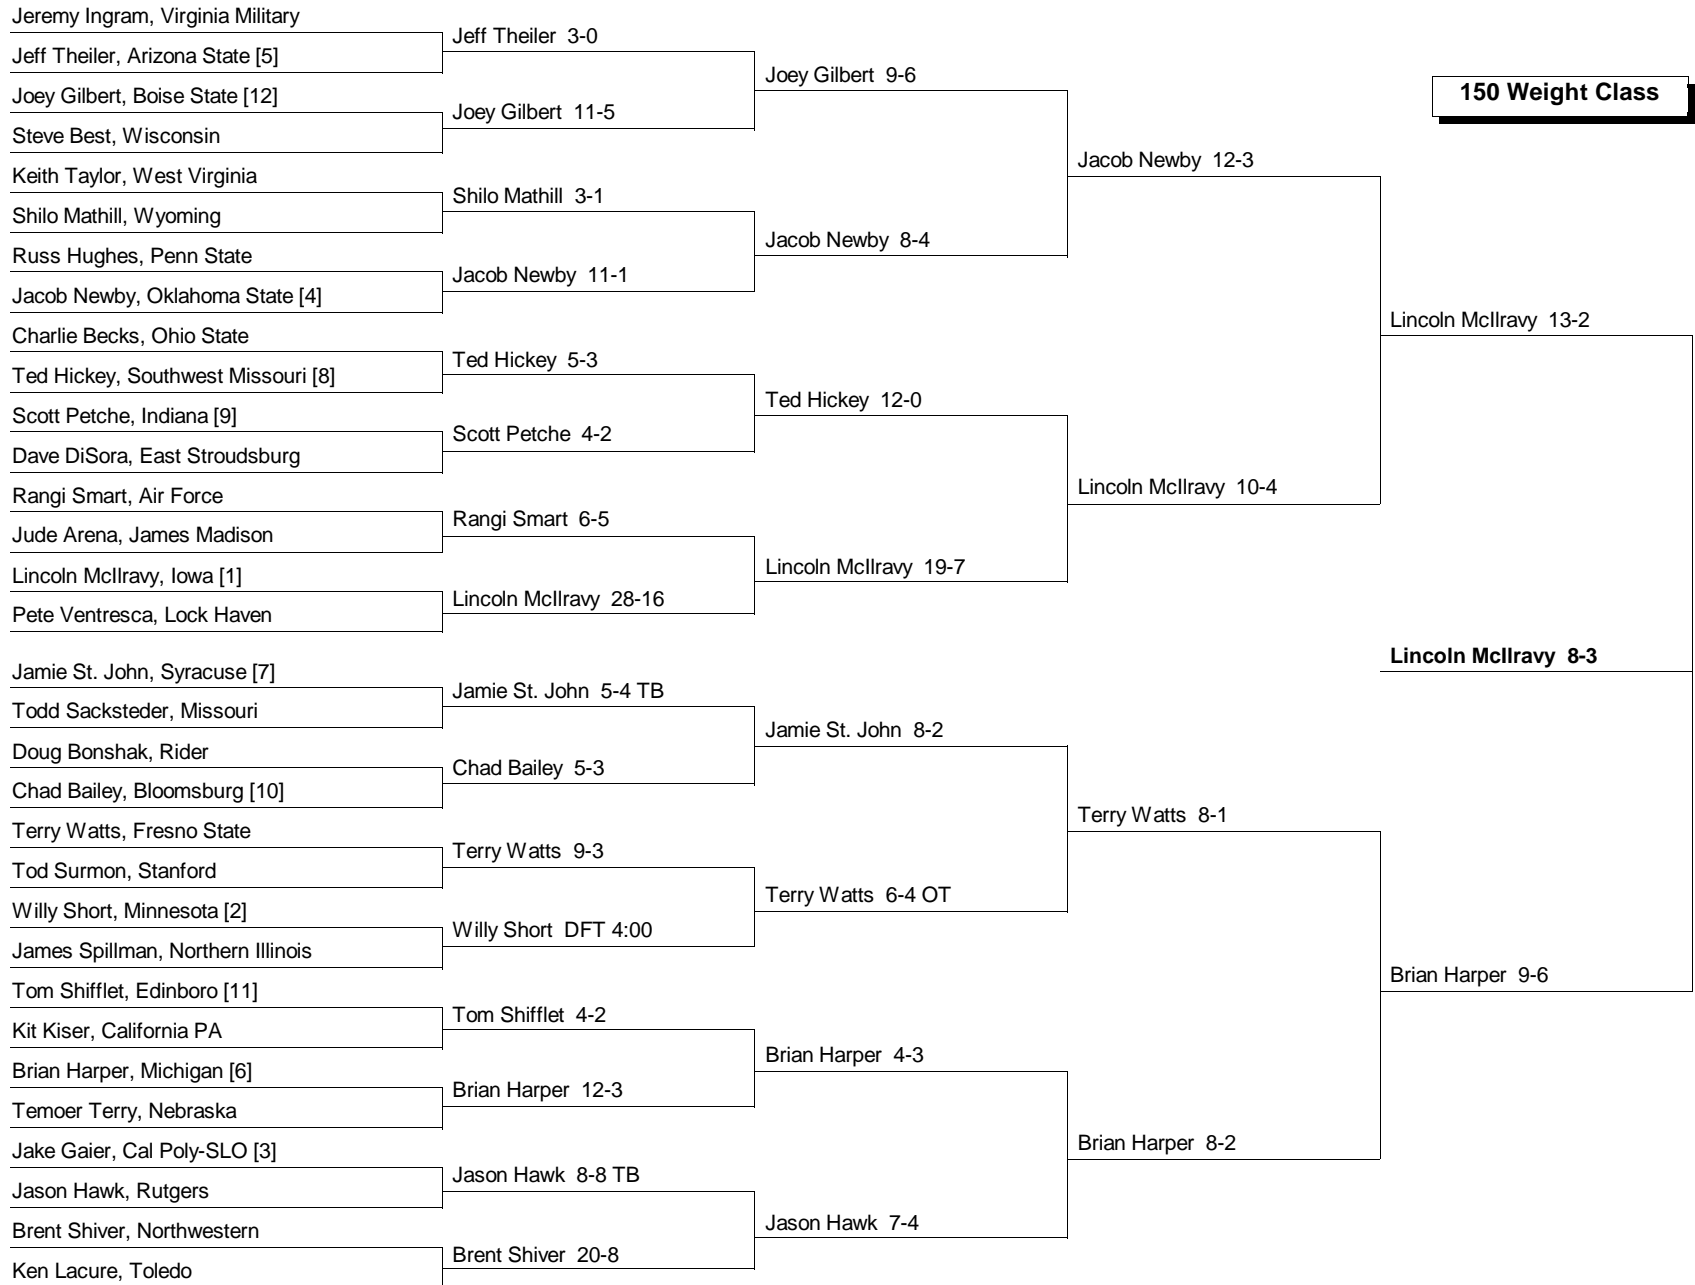 Jeremy Ingram, Virginia Military
Jeff Theiler, Arizona State [5]
Joey Gilbert, Boise State [12]
Steve Best, Wisconsin
Keith Taylor, West Virginia
Shilo Mathill, Wyoming
Russ Hughes, Penn State
Jacob Newby, Oklahoma State [4]
Charlie Becks, Ohio State
Ted Hickey, Southwest Missouri [8]
Scott Petche, Indiana [9]
Dave DiSora, East Stroudsburg
Rangi Smart, Air Force
Jude Arena, James Madison
Lincoln McIlravy, Iowa [1]
Pete Ventresca, Lock Haven
Jamie St. John, Syracuse [7]
Todd Sacksteder, Missouri
Doug Bonshak, Rider
Chad Bailey, Bloomsburg [10]
Terry Watts, Fresno State
Tod Surmon, Stanford
Willy Short, Minnesota [2]
James Spillman, Northern Illinois
Tom Shifflet, Edinboro [11]
Kit Kiser, California PA
Brian Harper, Michigan [6]
Temoer Terry, Nebraska
Jake Gaier, Cal Poly-SLO [3]
Jason Hawk, Rutgers
Brent Shiver, Northwestern
Ken Lacure, Toledo
Jeff Theiler 3-0
Joey Gilbert 11-5
Shilo Mathill 3-1
Jacob Newby 11-1
Ted Hickey 5-3
Scott Petche 4-2
Rangi Smart 6-5
Lincoln McIlravy 28-16
Jamie St. John 5-4 TB
Chad Bailey 5-3
Terry Watts 9-3
Willy Short DFT 4:00
Tom Shifflet 4-2
Brian Harper 12-3
Jason Hawk 8-8 TB
Brent Shiver 20-8
Joey Gilbert 9-6
Jacob Newby 8-4
Ted Hickey 12-0
Lincoln McIlravy 19-7
Jamie St. John 8-2
Terry Watts 6-4 OT
Brian Harper 4-3
Jason Hawk 7-4
Jacob Newby 12-3
Lincoln McIlravy 10-4
Terry Watts 8-1
Brian Harper 8-2
150 Weight Class
Lincoln McIlravy 13-2
Lincoln McIlravy 8-3
Brian Harper 9-6